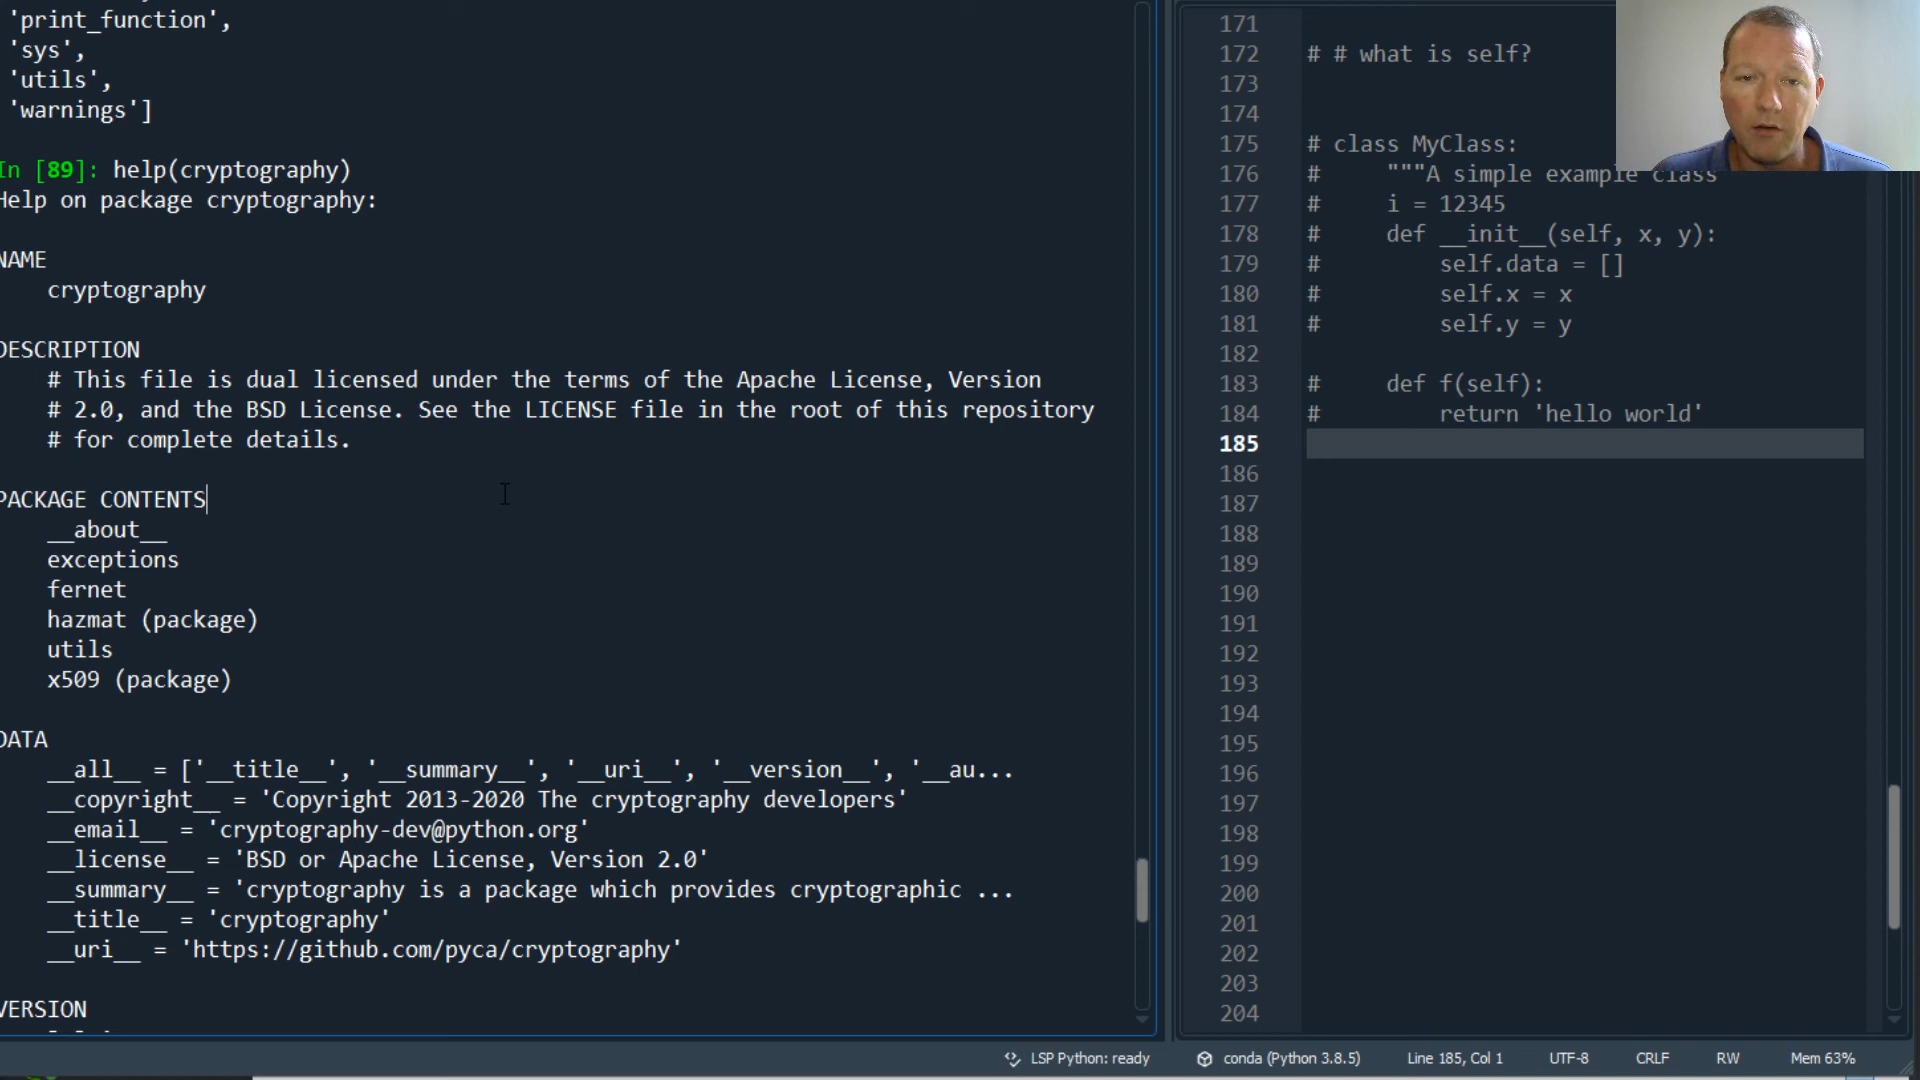 'print_function',
'sys',
'utils',
'warnings']
In [89]: help(cryptography)
Help on package cryptography:
NAME
cryptography
DESCRIPTION
# This file is dual licensed under the terms of the Apache License, Version
# 2.0, and the BSD License. See the LICENSE file in the root of this repository
# for complete details.
PACKAGE CONTENTS
__about__
exceptions
fernet
hazmat (package)
utils
x509 (package)
DATA
__all__ = ['__title__', '__summary__', '__uri__', '__version__', '__au...
__copyright__ = 'Copyright 2013-2020 The cryptography developers'
__email__ = 'cryptography-dev@python.org'
__license__ = 'BSD or Apache License, Version 2.0'
__summary__ = 'cryptography is a package which provides cryptographic ...
__title__ = 'cryptography'
__uri__ = 'https://github.com/pyca/cryptography'
VERSION
171
172 # # what is self?
173
174
175 # class MyClass:
176 # """A simple example class
177 # i = 12345
178 # def __init__(self, x, y):
179 # self.data = []
180 # self.x = x
181 # self.y = y
182
183 # def f(self):
184 # return 'hello world'
185
186
187
188
189
190
191
192
193
194
195
196
197
198
199
200
201
202
203
204
LSP Python: ready conda (Python 3.8.5) Line 185, Col 1 UTF-8 CRLF RW Mem 63%